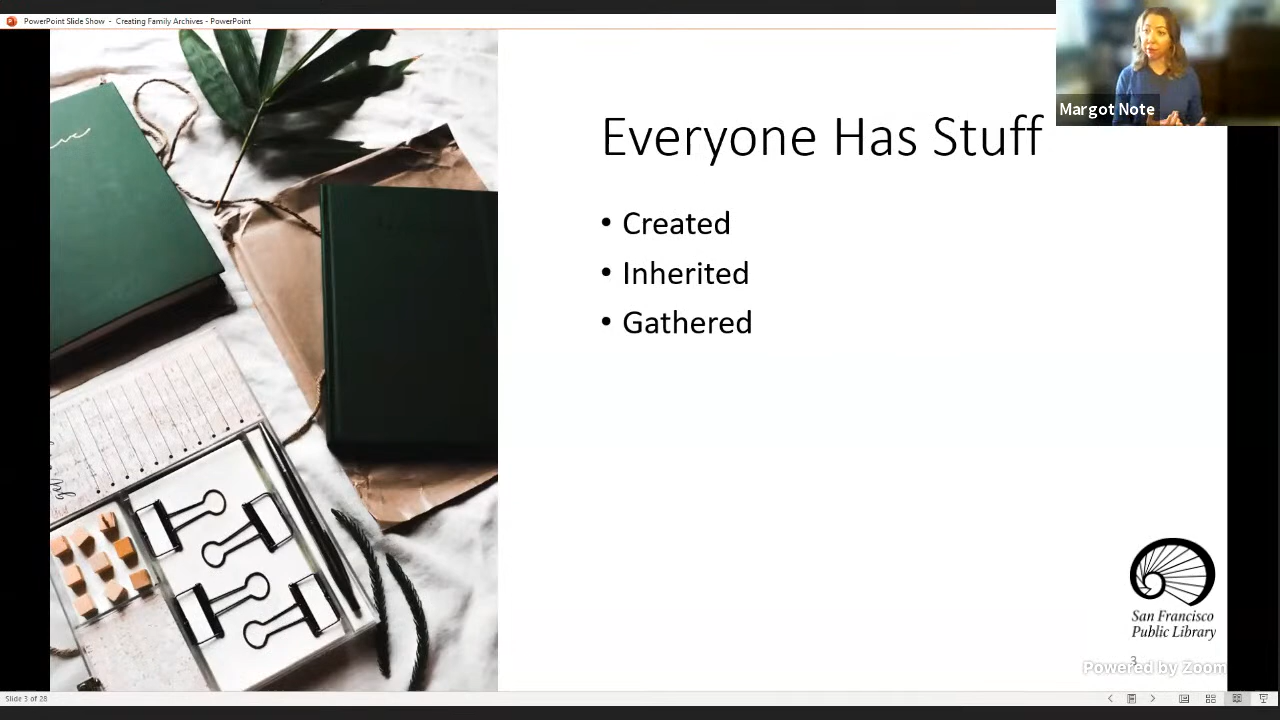 PowerPoint Slide Show - Creating Family Archives - PowerPoint
Margot Note
Everyone Has Stuff
• Created
• Inherited
• Gathered
San Francisco
Public Library
3
Powered by Zoom
Slide 3 of 28